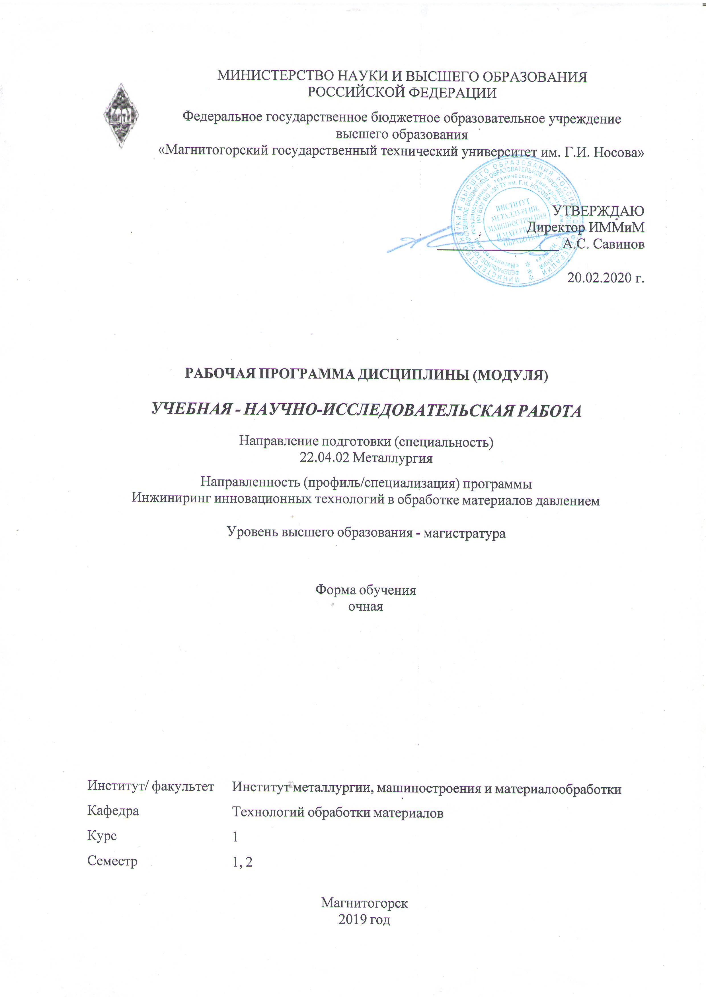 МИНИСТЕРСТВО НАУКИ И ВЫСШЕГО ОБРАЗОВАНИЯ
РОССИЙСКОЙ ФЕДЕРАЦИИ
МГТУ
Федеральное государственное бюджетное образовательное учреждение
высшего образования
«Магнитогорский государственный технический университет им. Г.И. Носова»
УТВЕРЖДАЮ
Директор ИММиМ
А.С. Савинов
20.02.2020 г.
МИНИСТЕРСТВО НАУКИ И ВЫСШЕГО ОБРАЗОВАНИЯ РОССИЙСКОЙ ФЕДЕРАЦИИ
ФЕДЕРАЛЬНОЕ ГОСУДАРСТВЕННОЕ БЮДЖЕТНОЕ ОБРАЗОВАТЕЛЬНОЕ УЧРЕЖДЕНИЕ ВЫСШЕГО ОБРАЗОВАНИЯ
«Магнитогорский государственный технический университет им. Г.И. Носова»
(ФГБОУ ВО «МГТУ им. Г.И. НОСОВА»)
ИНСТИТУТ
МЕТАЛЛУРГИИ,
МАШИНОСТРОЕНИЯ
И
ОБРАБОТКИ
РАБОЧАЯ ПРОГРАММА ДИСЦИПЛИНЫ (МОДУЛЯ)
УЧЕБНАЯ - НАУЧНО-ИССЛЕДОВАТЕЛЬСКАЯ РАБОТА
Направление подготовки (специальность)
22.04.02 Металлургия
Направленность (профиль/специализация) программы
Инжиниринг инновационных технологий в обработке материалов давлением
Уровень высшего образования - магистратура
Форма обучения
очная
Институт/ факультет Институт металлургии, машиностроения и материалообработки
Кафедра Технологий обработки материалов
Курс 1
Семестр 1, 2
Магнитогорск
2019 год